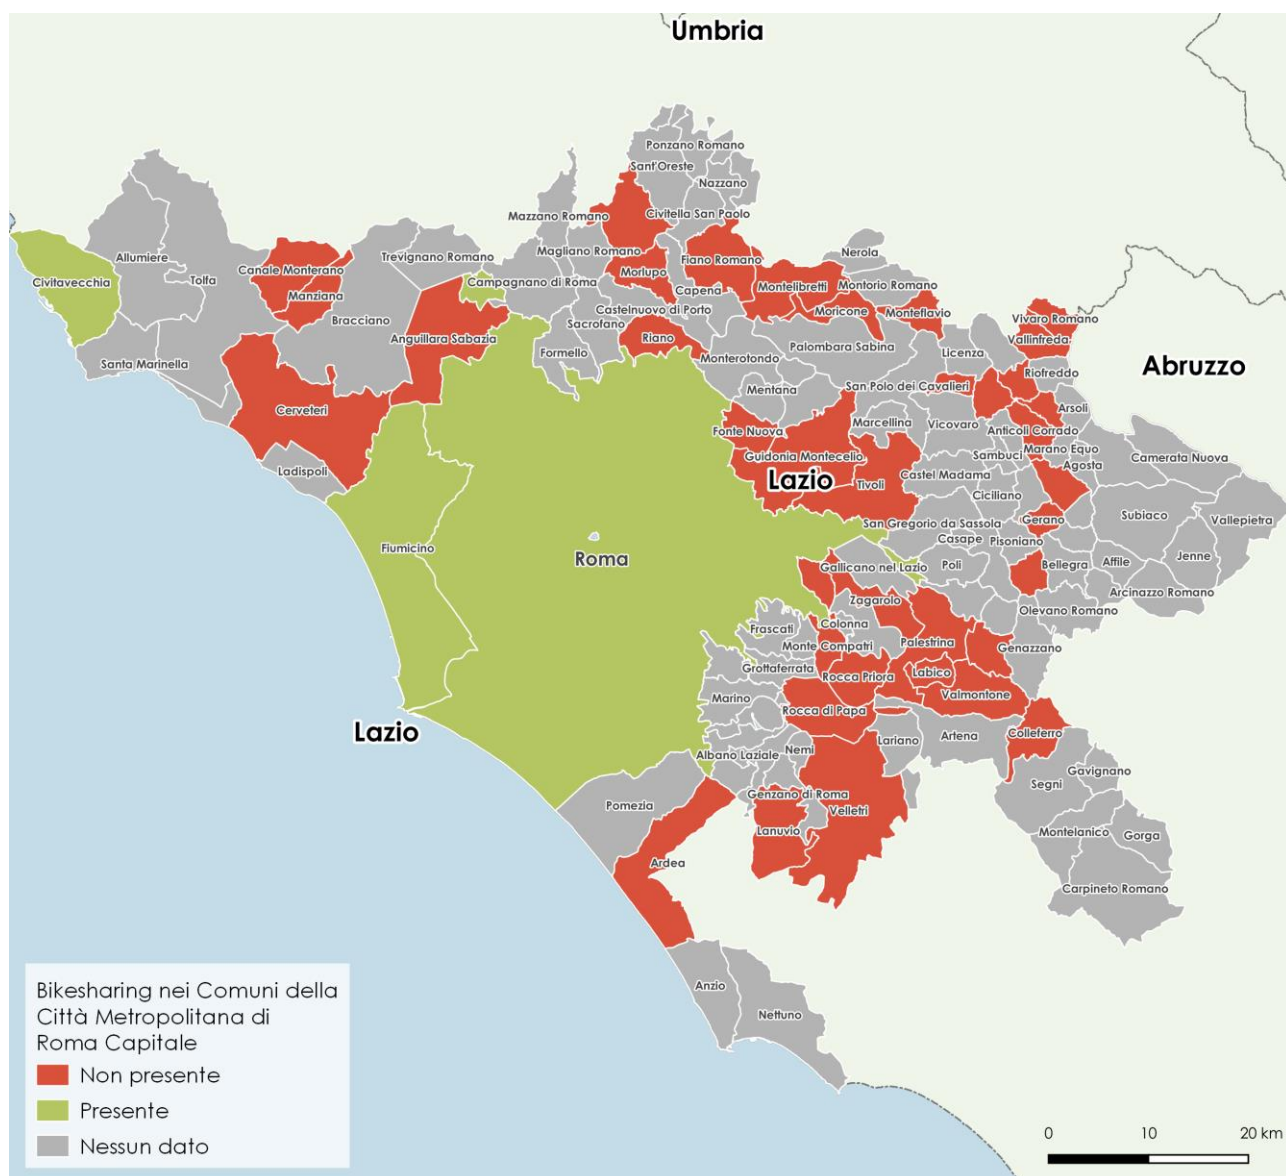 Umbria
Ponzano Romano
Sant'Oreste
Nazzano
Mazzano Romano
Civitella San Paolo
Allumiere
Trevignano Romano
Magliano Romano
Nerola
Fiano Romano
Canale Monterano
Morlupo
Civitavecchia
Tolfa
Campagnano di Roma
Montorio Romano
Manziana
Capena
Montelibretti
Castelnuovo di Porto
Moricone
Monteflavio
Vivaro Romano
Bracciano
Sacrofano
Anguillara Sabazia
Riano
Vallinfreda
Palombara Sabina
Formello
Licenza
Monterotondo
Santa Marinella
Abruzzo
Riofreddo
San Polo dei Cavalieri
Mentana
Arsoli
Cerveteri
Marcellina
Vicovaro
Fonte Nuova
Anticoli Corrado
Marano Equo
Sambuci
Guidonia Montecelio
Camerata Nuova
Agosta
Ladispoli
Lazio
Tivoli
Castel Madama
Ciciliano
Subiaco
Vallepietra
Gerano
San Gregorio da Sassola
Casape
Pisoniano
Fiumicino
Roma
Jenne
Affile
Poli
Bellegra
Gallicano nel Lazio
Arcinazzo Romano
Zagarolo
Olevano Romano
Colonna
Frascati
Palestrina
Monte Compatri
Genazzano
Grottaferrata
Labico
Rocca Priora
Valmontone
Marino
Rocca di Papa
Lazio
Colleferro
Artena
Lariano
Nemi
Albano Laziale
Gavignano
Segni
Genzano di Roma
Pomezia
Velletri
Lanuvio
Montelanico
Gorga
Ardea
Carpineto Romano
Anzio
Nettuno
Bikesharing nei Comuni della
Città Metropolitana di
Roma Capitale
Non presente
Presente
Nessun dato
0 10 20 km